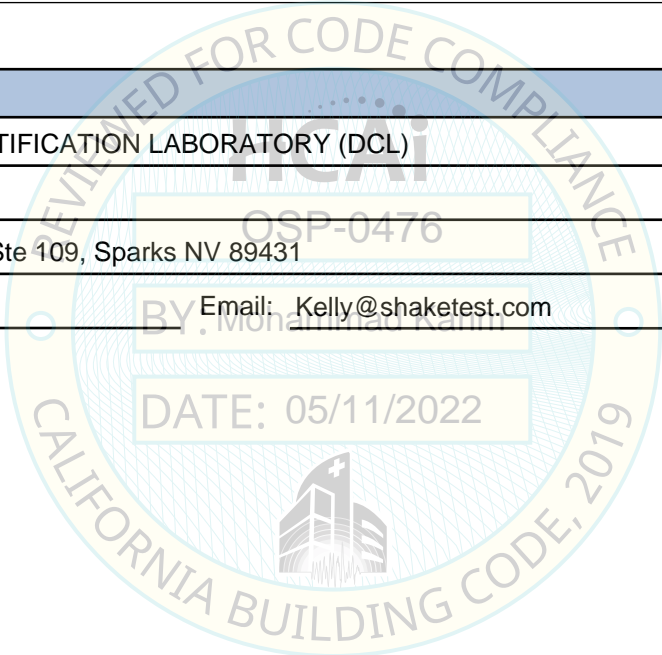 REVIEWED FOR CODE COMPLIANCE
HCAi
TIFICATION LABORATORY (DCL)
OSP-0476
Ste 109, Sparks NV 89431
Email: Kelly@shaketest.com
BY: Mohammad Karim
DATE: 05/11/2022
CALIFORNIA BUILDING CODE, 2019